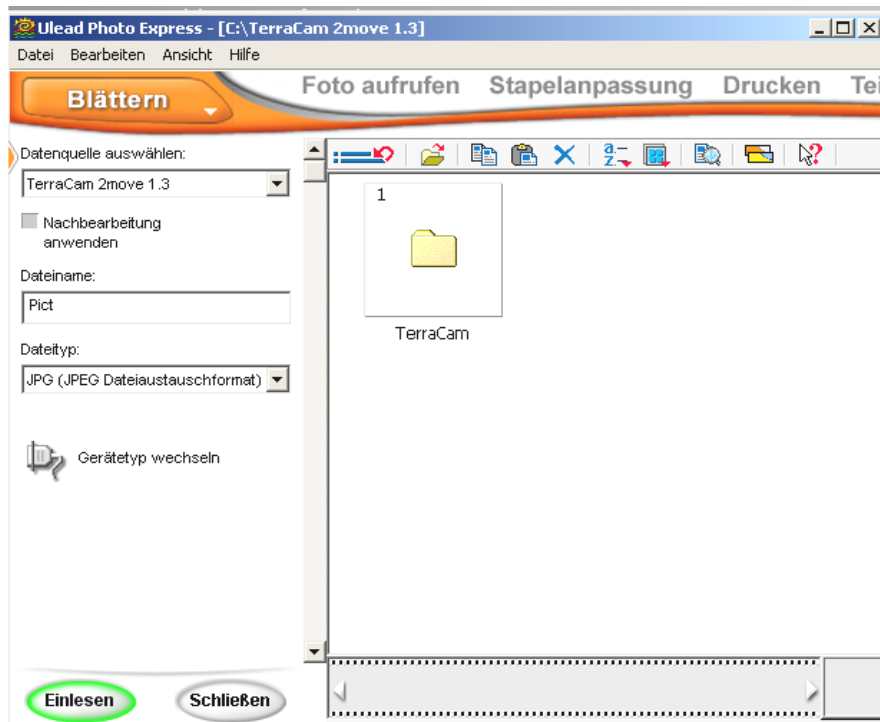 Ulead Photo Express - [C:\TerraCam 2move 1.3]
Datei Bearbeiten Ansicht Hilfe
Blättern Foto aufrufen Stapelanpassung Drucken
Datenquelle auswählen:
TerraCam 2move 1.3
Nachbearbeitung
anwenden
Dateiname:
Pict
Dateityp:
JPG (JPEG Dateiaustauschformat)
Gerätetyp wechseln
Einlesen Schließen
1
TerraCam